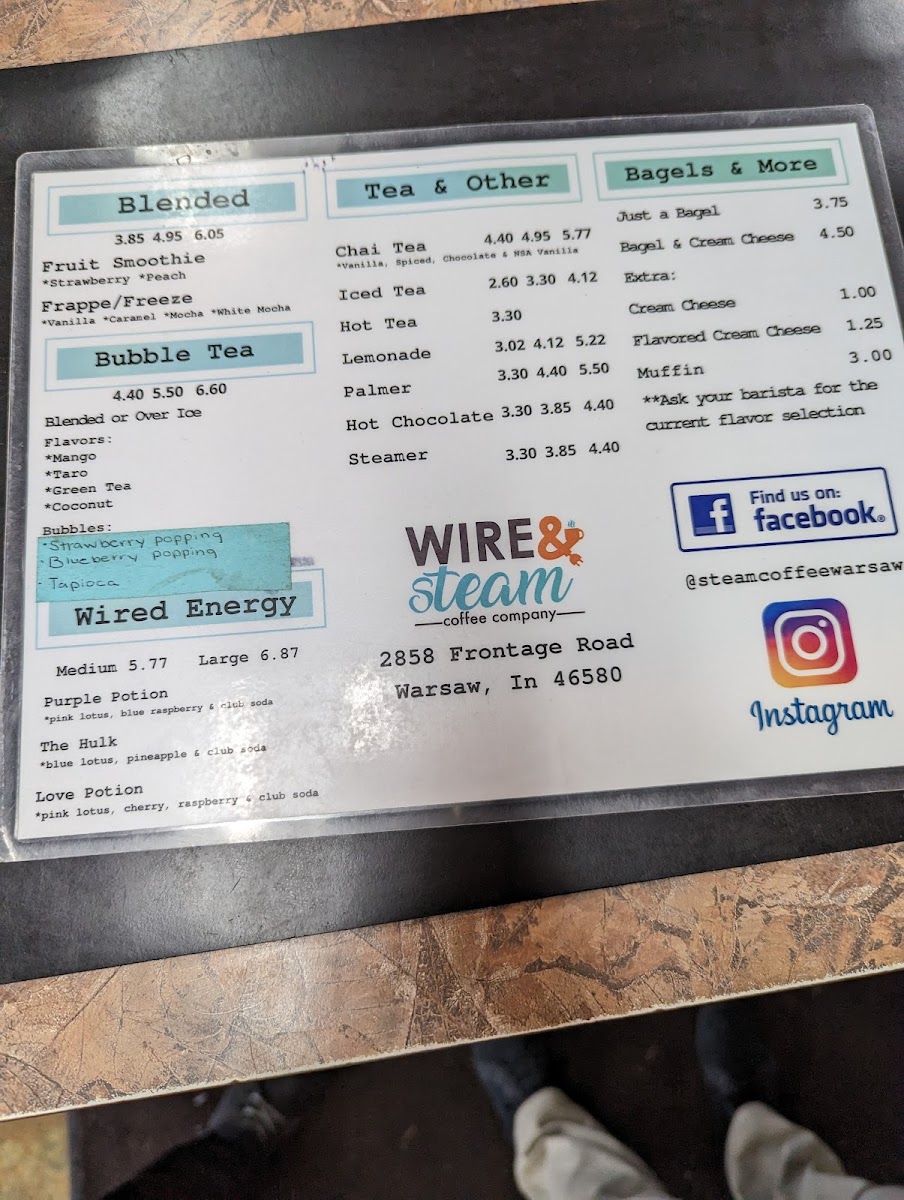 Blended
3.85 4.95 6.05
Fruit Smoothie
*Strawberry *Peach
Frappe/Freeze
*Vanilla *Caramel *Mocha *White Mocha
Bubble Tea
4.40 5.50 6.60
Blended or Over Ice
Flavors:
*Mango
*Taro
*Green Tea
*Coconut
Bubbles:
·Strawberry popping
·Blueberry popping
-Tapioca
Wired Energy
Medium 5.77 Large 6.87
Purple Potion
*pink lotus, blue raspberry & club soda
The Hulk
*blue lotus, pineapple & club soda
Love Potion
*pink lotus, cherry, raspberry & club soda
Tea & Other
Chai Tea 4.40 4.95 5.77
*Vanilla, Spiced, Chocolate & NSA Vanilla
Iced Tea 2.60 3.30 4.12
Hot Tea 3.30
Lemonade 3.02 4.12 5.22
Palmer 3.30 4.40 5.50
Hot Chocolate 3.30 3.85 4.40
Steamer 3.30 3.85 4.40
WIRE&
steam
coffee company
2858 Frontage Road
Warsaw, In 46580
Bagels & More
Just a Bagel 3.75
Bagel & Cream Cheese 4.50
Extra:
Cream Cheese 1.00
Flavored Cream Cheese 1.25
Muffin 3.00
**Ask your barista for the
current flavor selection
f Find us on:
facebook®
@steamcoffeewarsaw
Instagram